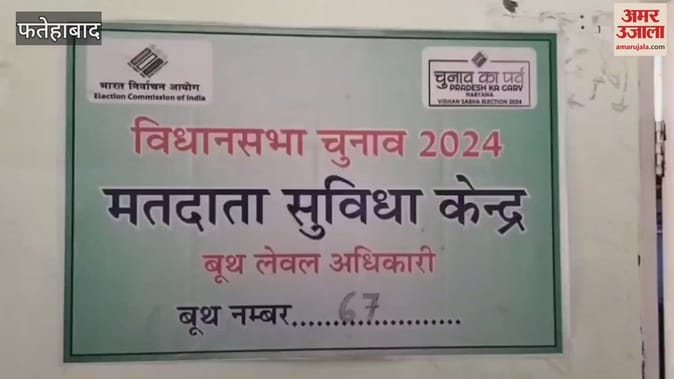 फतेहाबाद
अमर उजाला
amarujala.com
भारत निर्वाचन आयोग
Election Commission of India
चुनाव का पर्व
PRADESH KA GARV
HARYANA
VIDHAN SABHA ELECTION 2024
विधानसभा चुनाव 2024
मतदाता सुविधा केन्द्र
बूथ लेवल अधिकारी
बूथ नम्बर......67..............